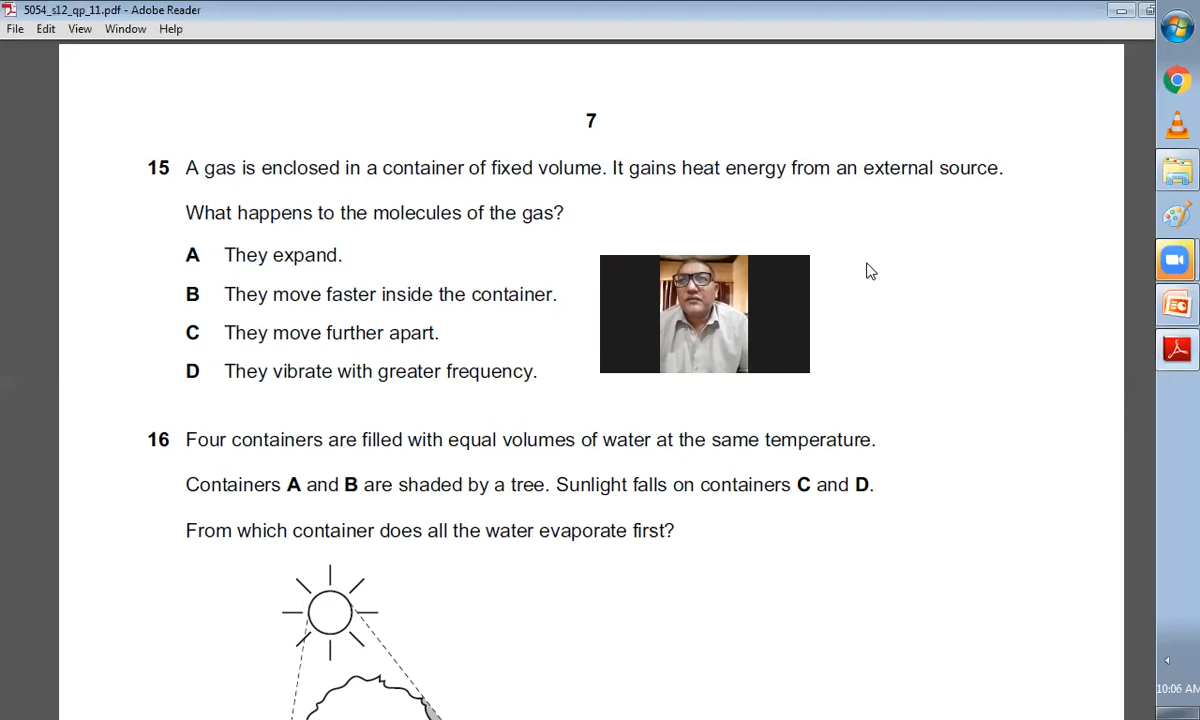 5054_s12_qp_11.pdf - Adobe Reader
File Edit View Window Help
7
15 A gas is enclosed in a container of fixed volume. It gains heat energy from an external source.
What happens to the molecules of the gas?
A They expand.
B They move faster inside the container.
C They move further apart.
D They vibrate with greater frequency.
16 Four containers are filled with equal volumes of water at the same temperature.
Containers A and B are shaded by a tree. Sunlight falls on containers C and D.
From which container does all the water evaporate first?
10:06 AM